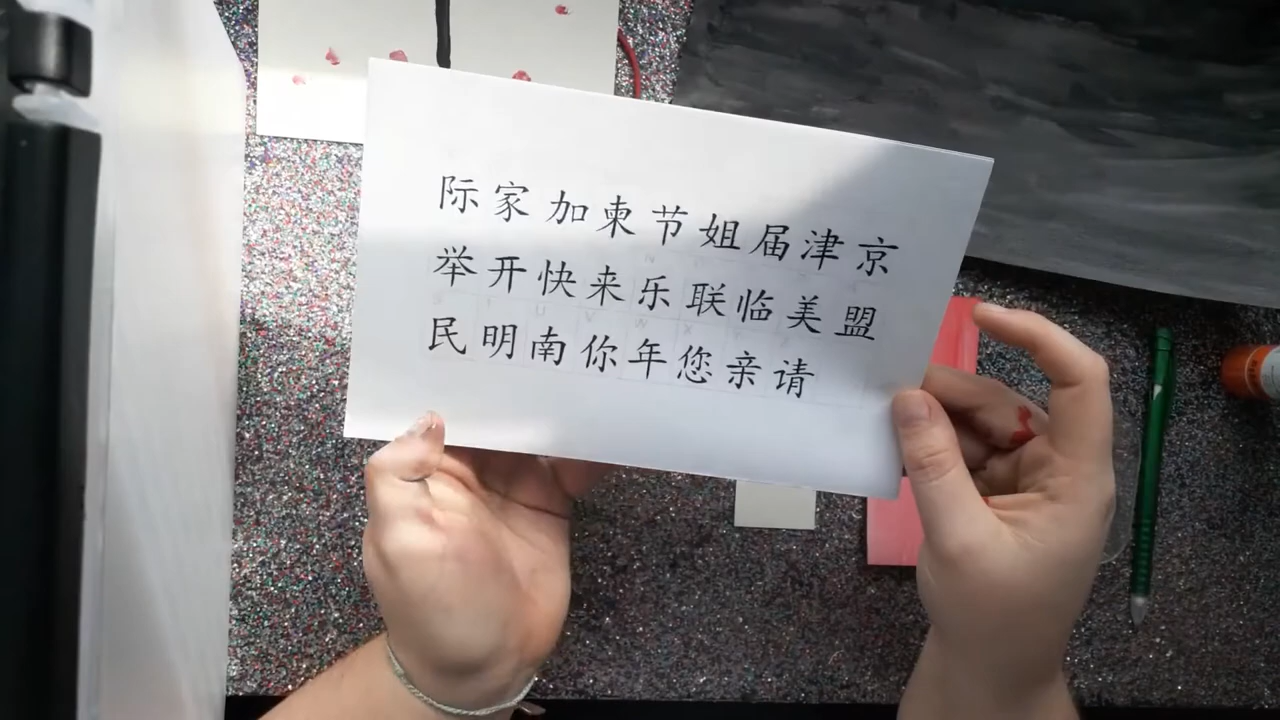 际家加柬节姐届津京
举开快来乐联临美盟
民明南你年您亲请